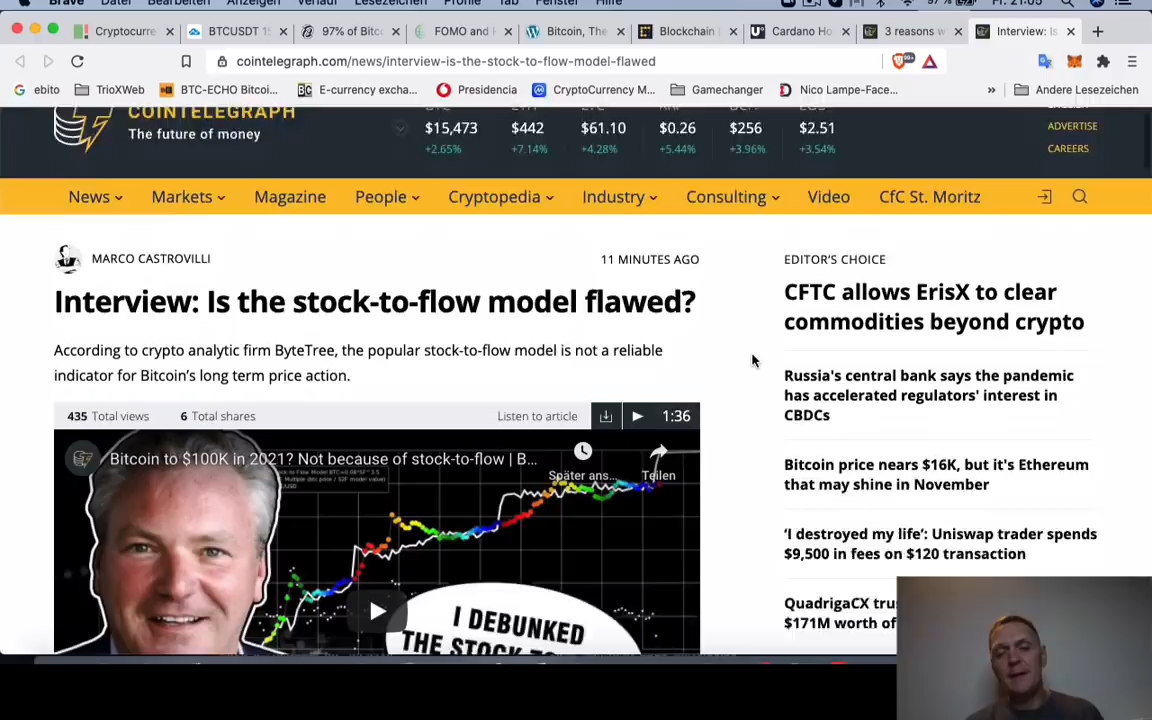 Brave Datei Bearbeiten Anzeigen Verlauf Lesezeichen Profile Tab Fenster Hilfe 97 % Fr. 21:05
Cryptocurre BTCUSDT 15 97% of Bitc FOMO and F Bitcoin, The Blockchain Cardano Ho 3 reasons w Interview: Is
cointelegraph.com/news/interview-is-the-stock-to-flow-model-flawed 99+
ebito TrioXWeb BTC-ECHO Bitcoi... E-currency excha... Presidencia CryptoCurrency M... Gamechanger Nico Lampe-Face... » Andere Lesezeichen
COINTELEGRAPH
The future of money
$15,473 $442 $61.10 $0.26 $256 $2.51
+2.65% +7.14% +4.28% +5.44% +3.96% +3.54%
ADVERTISE
CAREERS
News Markets Magazine People Cryptopedia Industry Consulting Video CfC St. Moritz
MARCO CASTROVILLI 11 MINUTES AGO
Interview: Is the stock-to-flow model flawed?
According to crypto analytic firm ByteTree, the popular stock-to-flow model is not a reliable
indicator for Bitcoin's long term price action.
435 Total views 6 Total shares Listen to article 1:36
Bitcoin to $100K in 2021? Not because of stock-to-flow | B...
Später ans... Teilen
I DEBUNKED
THE STOCK
EDITOR'S CHOICE
CFTC allows ErisX to clear
commodities beyond crypto
Russia's central bank says the pandemic
has accelerated regulators' interest in
CBDCs
Bitcoin price nears $16K, but it's Ethereum
that may shine in November
'I destroyed my life': Uniswap trader spends
$9,500 in fees on $120 transaction
QuadrigaCX tru
$171M worth of